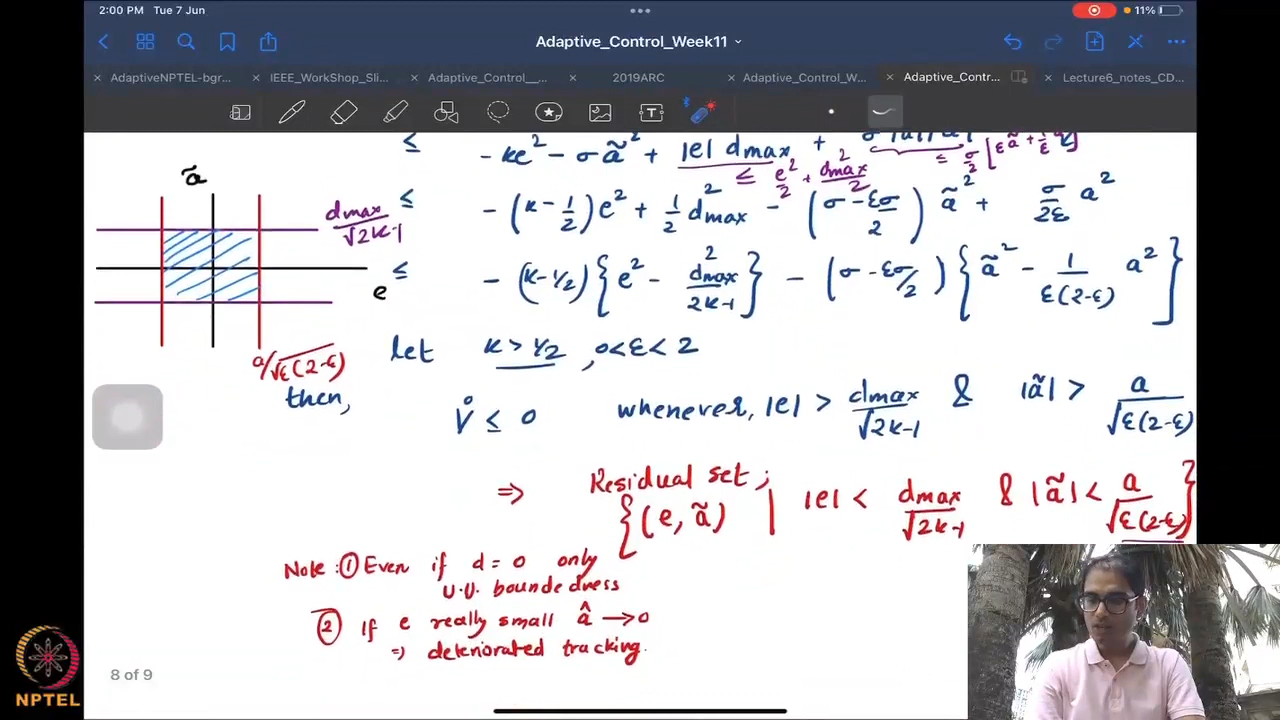 2:00 PM Tue 7 Jun
11%
Adaptive_Control_Week11
AdaptiveNPTEL-bgr...
IEEE_WorkShop_Sli...
Adaptive_Control__...
2019ARC
Adaptive_Control_W...
Adaptive_Contr...
Lecture6_notes_CD...
≤ - ke² - σã² + |e| dmax +
≤ e²/2 + dmax²/2
≤ - (k - 1/2) e² + 1/2 dmax² - (σ - εσ/2) ã² + σ/2ε a²
≤ - (k - 1/2) { e² - dmax²/2k-1 } - (σ - εσ/2) { ã² - 1/ε(2-ε) a² }
ã
dmax/√2k-1
e
a/√ε(2-ε)
let k > 1/2 , 0<ε< 2
then,
V̇ ≤ 0 whenever, |e| > dmax/√2k-1 & |ã| > a/√ε(2-ε)
⇒ Residual set ;
{ (e, ã) | |e| < dmax/√2k-1 & |ã| < a/√ε(2-ε) }
Note : ① Even if d = 0 only
U.U. boundedness
② If e really small â → 0
⇒ deteriorated tracking.
8 of 9
NPTEL